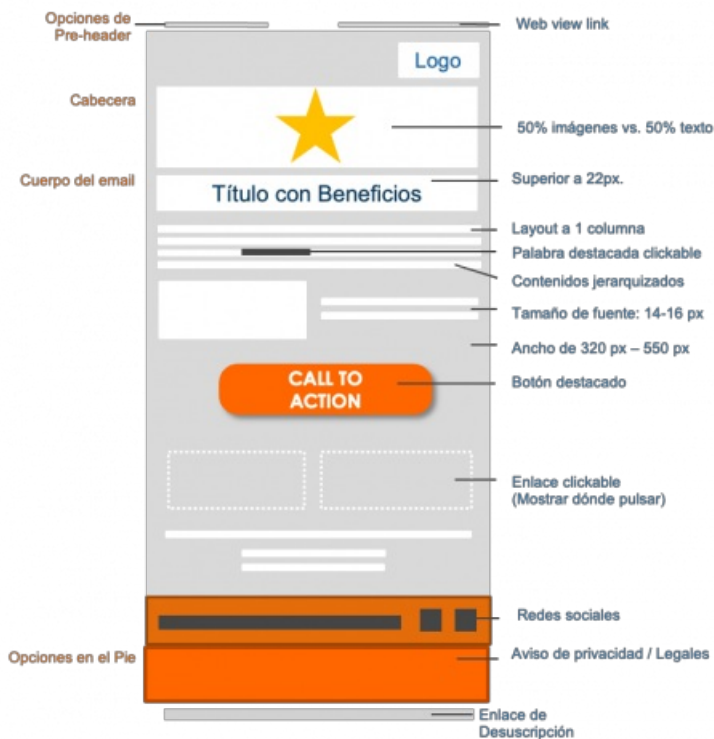 Opciones de
Pre-header
Web view link
Logo
Cabecera
50% imágenes vs. 50% texto
Cuerpo del email
Título con Beneficios
Superior a 22px.
Layout a 1 columna
Palabra destacada clickable
Contenidos jerarquizados
Tamaño de fuente: 14-16 px
Ancho de 320 px – 550 px
CALL TO
ACTION
Botón destacado
Enlace clickable
(Mostrar dónde pulsar)
Redes sociales
Opciones en el Pie
Aviso de privacidad / Legales
Enlace de
Desuscripción